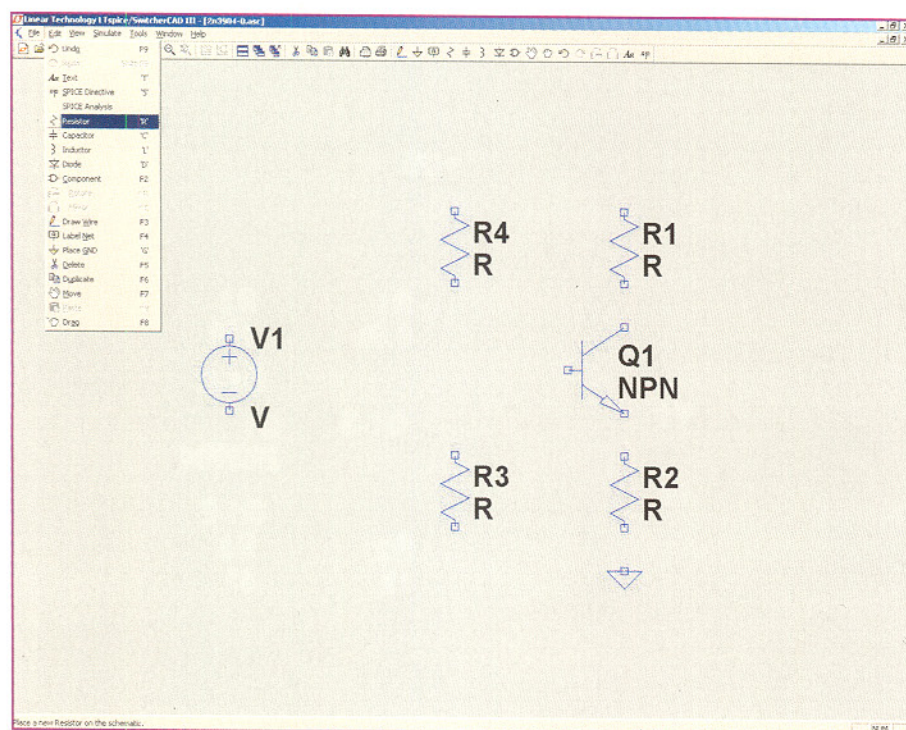 Linear Technology LTspice/SwitcherCAD III - [2n3904-0.asc]
File Edit View Simulate Tools Window Help
Undo F9
Text 'T'
SPICE Directive 'S'
SPICE Analysis
Resistor 'R'
Capacitor 'C'
Inductor 'L'
Diode 'D'
Component F2
Draw Wire F3
Label Net F4
Place GND 'G'
Delete F5
Duplicate F6
Move F7
Paste
Drag F8
R4
R
R1
R
V1
V
Q1
NPN
R3
R
R2
R
Place a new Resistor on the schematic.